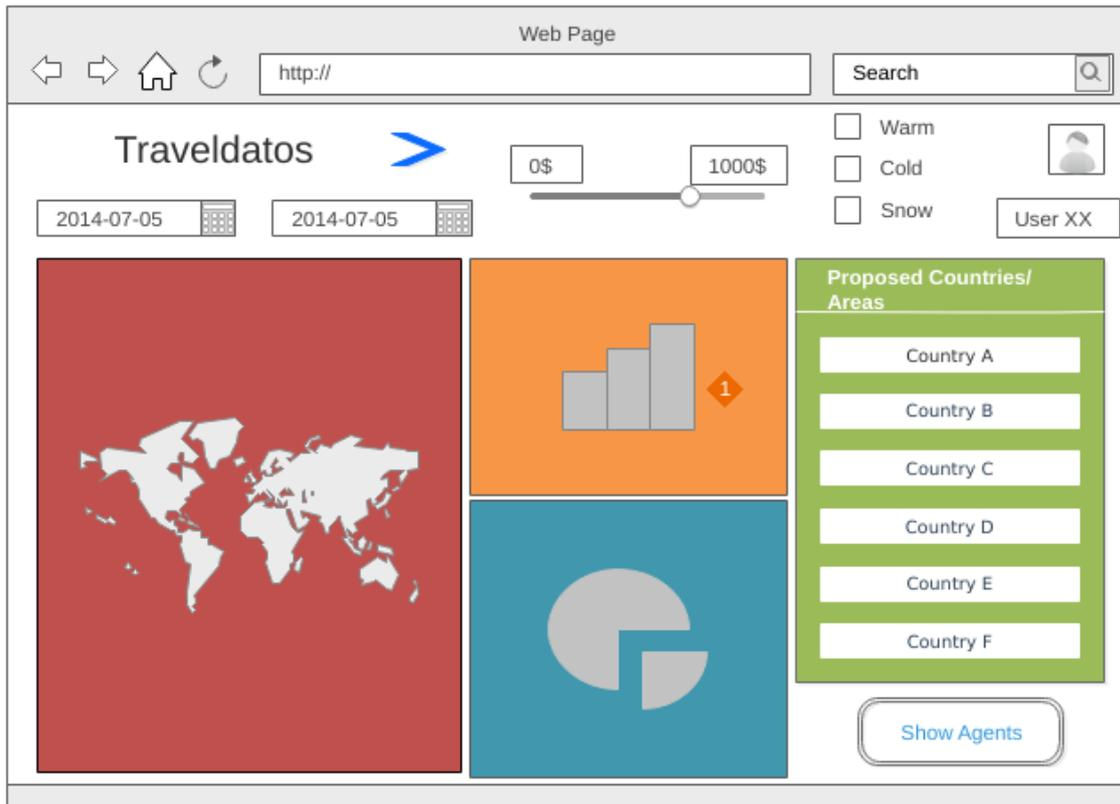 Web Page
http://
Search
Traveldatos
0$
1000$
Warm
Cold
Snow
2014-07-05
2014-07-05
User XX
Proposed Countries/
Areas
Country A
Country B
Country C
Country D
Country E
Country F
1
Show Agents